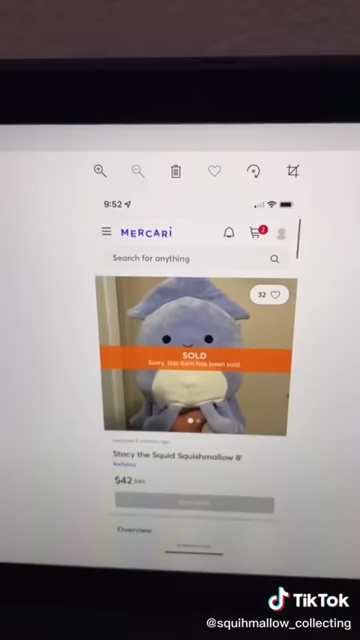 9:52
MERCARI
2
Search for anything
32
SOLD
Sorry, this item has been sold
Stacy the Squid Squishmallow 8'
$42
Overview
TikTok
@squihmallow_collecting